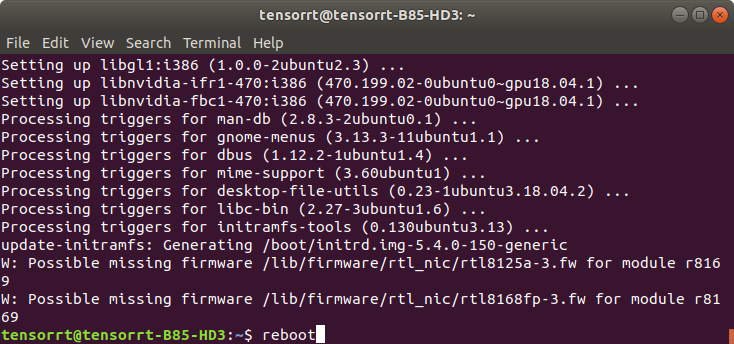 tensorrt@tensorrt-B85-HD3: ~
File Edit View Search Terminal Help
Setting up libgl1:i386 (1.0.0-2ubuntu2.3) ...
Setting up libnvidia-ifr1-470:i386 (470.199.02-0ubuntu0~gpu18.04.1) ...
Setting up libnvidia-fbc1-470:i386 (470.199.02-0ubuntu0~gpu18.04.1) ...
Processing triggers for man-db (2.8.3-2ubuntu0.1) ...
Processing triggers for gnome-menus (3.13.3-11ubuntu1.1) ...
Processing triggers for dbus (1.12.2-1ubuntu1.4) ...
Processing triggers for mime-support (3.60ubuntu1) ...
Processing triggers for desktop-file-utils (0.23-1ubuntu3.18.04.2) ...
Processing triggers for libc-bin (2.27-3ubuntu1.6) ...
Processing triggers for initramfs-tools (0.130ubuntu3.13) ...
update-initramfs: Generating /boot/initrd.img-5.4.0-150-generic
W: Possible missing firmware /lib/firmware/rtl_nic/rtl8125a-3.fw for module r816
9
W: Possible missing firmware /lib/firmware/rtl_nic/rtl8168fp-3.fw for module r81
69
tensorrt@tensorrt-B85-HD3:~$ reboot